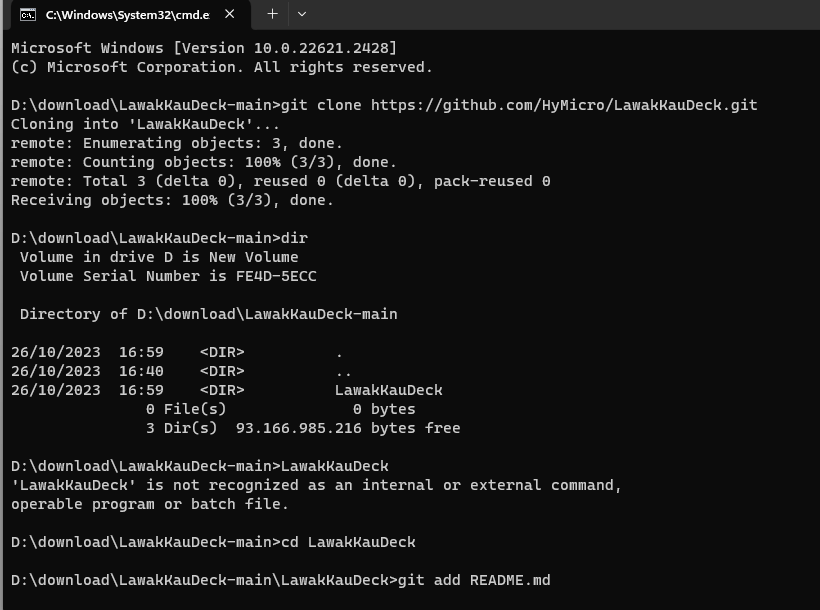 C:\Windows\System32\cmd.e
Microsoft Windows [Version 10.0.22621.2428]
(c) Microsoft Corporation. All rights reserved.
D:\download\LawakKauDeck-main>git clone https://github.com/HyMicro/LawakKauDeck.git
Cloning into 'LawakKauDeck'...
remote: Enumerating objects: 3, done.
remote: Counting objects: 100% (3/3), done.
remote: Total 3 (delta 0), reused 0 (delta 0), pack-reused 0
Receiving objects: 100% (3/3), done.
D:\download\LawakKauDeck-main>dir
 Volume in drive D is New Volume
 Volume Serial Number is FE4D-5ECC
 Directory of D:\download\LawakKauDeck-main
26/10/2023  16:59    <DIR>          .
26/10/2023  16:40    <DIR>          ..
26/10/2023  16:59    <DIR>          LawakKauDeck
               0 File(s)              0 bytes
               3 Dir(s)  93.166.985.216 bytes free
D:\download\LawakKauDeck-main>LawakKauDeck
'LawakKauDeck' is not recognized as an internal or external command,
operable program or batch file.
D:\download\LawakKauDeck-main>cd LawakKauDeck
D:\download\LawakKauDeck-main\LawakKauDeck>git add README.md